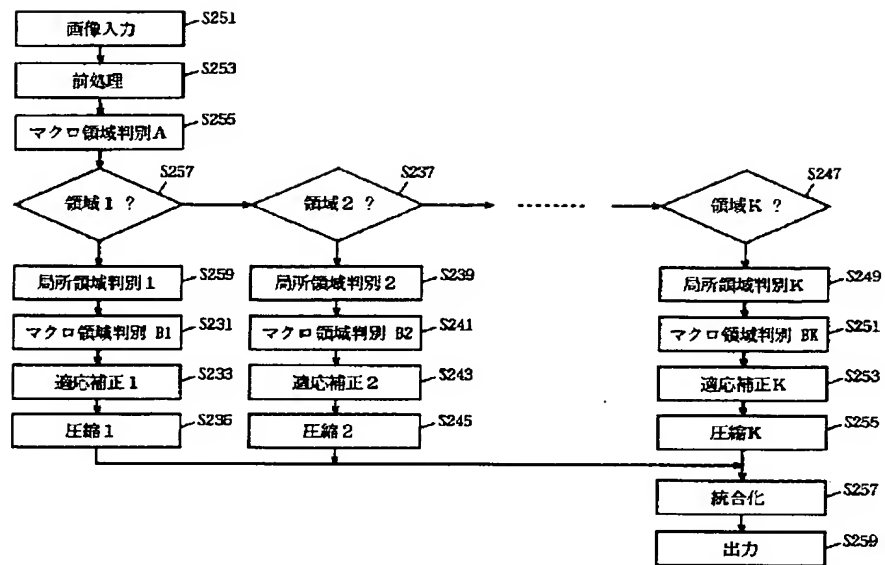 画像入力 S251
前処理 S253
マクロ領域判別A S255
領域1 ? S257
領域2 ? S237
領域K ? S247
局所領域判別1 S259
局所領域判別2 S239
局所領域判別K S249
マクロ領域判別 B1 S231
マクロ領域判別 B2 S241
マクロ領域判別 BK S251
適応補正1 S233
適応補正2 S243
適応補正K S253
圧縮1 S235
圧縮2 S245
圧縮K S255
統合化 S257
出力 S259